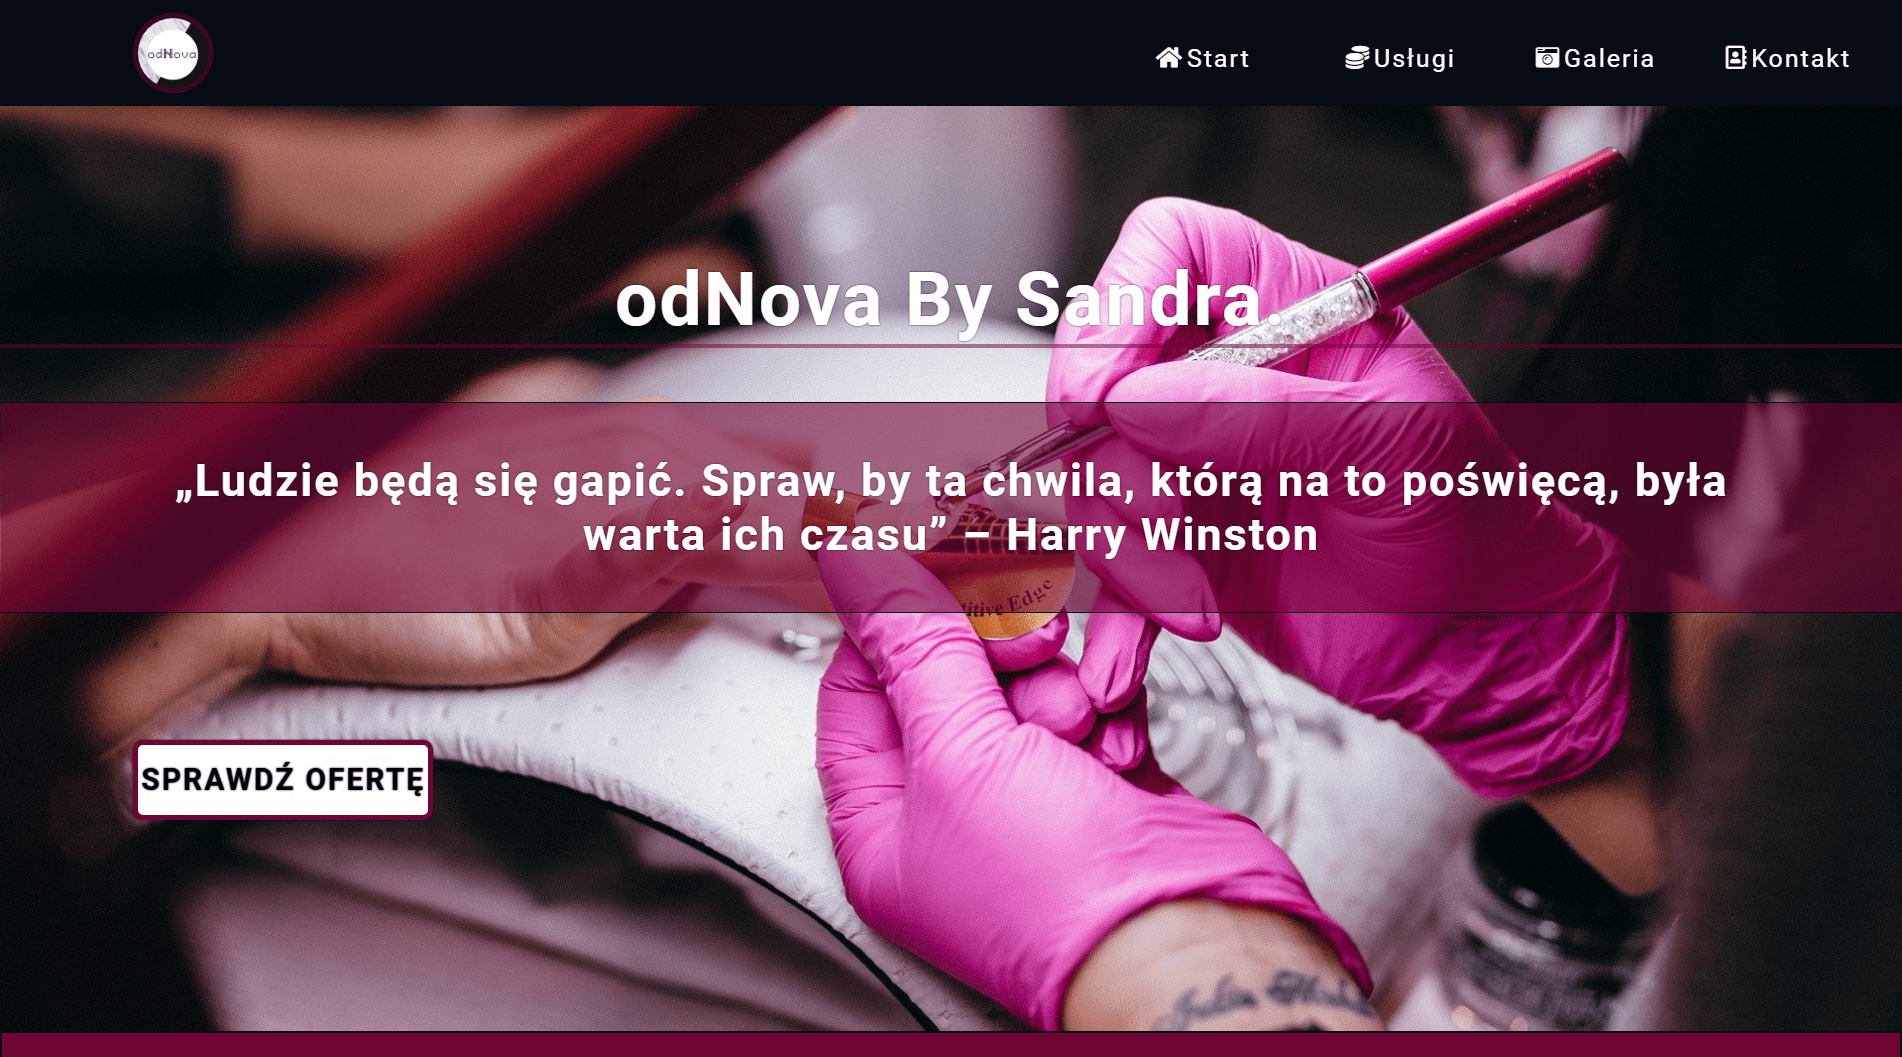 odNova
Start
Usługi
Galeria
Kontakt
odNova By Sandra.
„Ludzie będą się gapić. Spraw, by ta chwila, którą na to poświęcą, była
warta ich czasu” – Harry Winston
Edge
SPRAWDŹ OFERTĘ